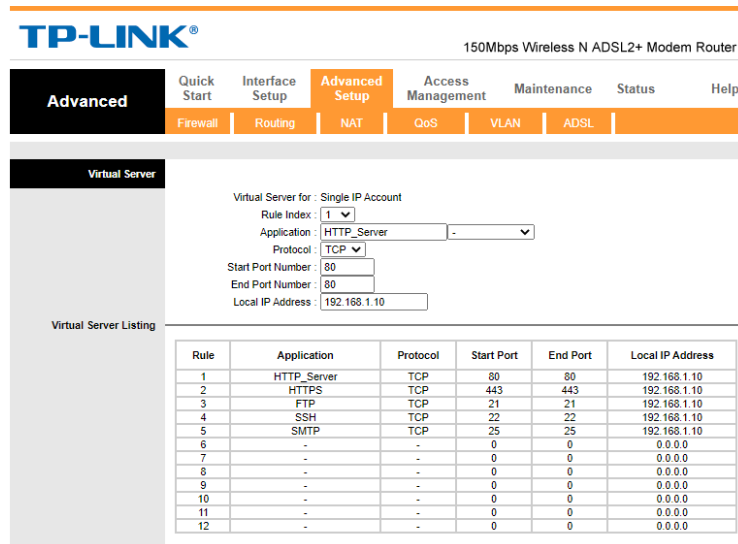 TP-LINK®
150Mbps Wireless N ADSL2+ Modem Router
Advanced
Quick Start Interface Setup Advanced Setup Access Management Maintenance Status Help
Firewall Routing NAT QoS VLAN ADSL
Virtual Server
Virtual Server for : Single IP Account
Rule Index : 1
Application : HTTP_Server -
Protocol : TCP
Start Port Number : 80
End Port Number : 80
Local IP Address : 192.168.1.10
Virtual Server Listing
Rule Application Protocol Start Port End Port Local IP Address
1 HTTP_Server TCP 80 80 192.168.1.10
2 HTTPS TCP 443 443 192.168.1.10
3 FTP TCP 21 21 192.168.1.10
4 SSH TCP 22 22 192.168.1.10
5 SMTP TCP 25 25 192.168.1.10
6 - - 0 0 0.0.0.0
7 - - 0 0 0.0.0.0
8 - - 0 0 0.0.0.0
9 - - 0 0 0.0.0.0
10 - - 0 0 0.0.0.0
11 - - 0 0 0.0.0.0
12 - - 0 0 0.0.0.0